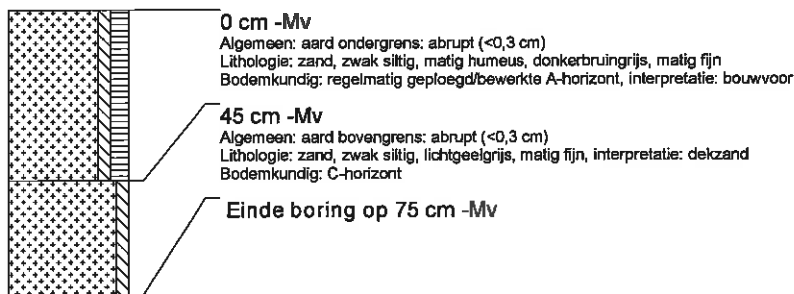 0 cm -Mv
Algemeen: aard ondergrens: abrupt (<0,3 cm)
Lithologie: zand, zwak siltig, matig humeus, donkerbruingrijs, matig fijn
Bodemkundig: regelmatig geploegd/bewerkte A-horizont, interpretatie: bouwvoor
45 cm -Mv
Algemeen: aard bovengrens: abrupt (<0,3 cm)
Lithologie: zand, zwak siltig, lichtgeelgrijs, matig fijn, interpretatie: dekzand
Bodemkundig: C-horizont
Einde boring op 75 cm -Mv